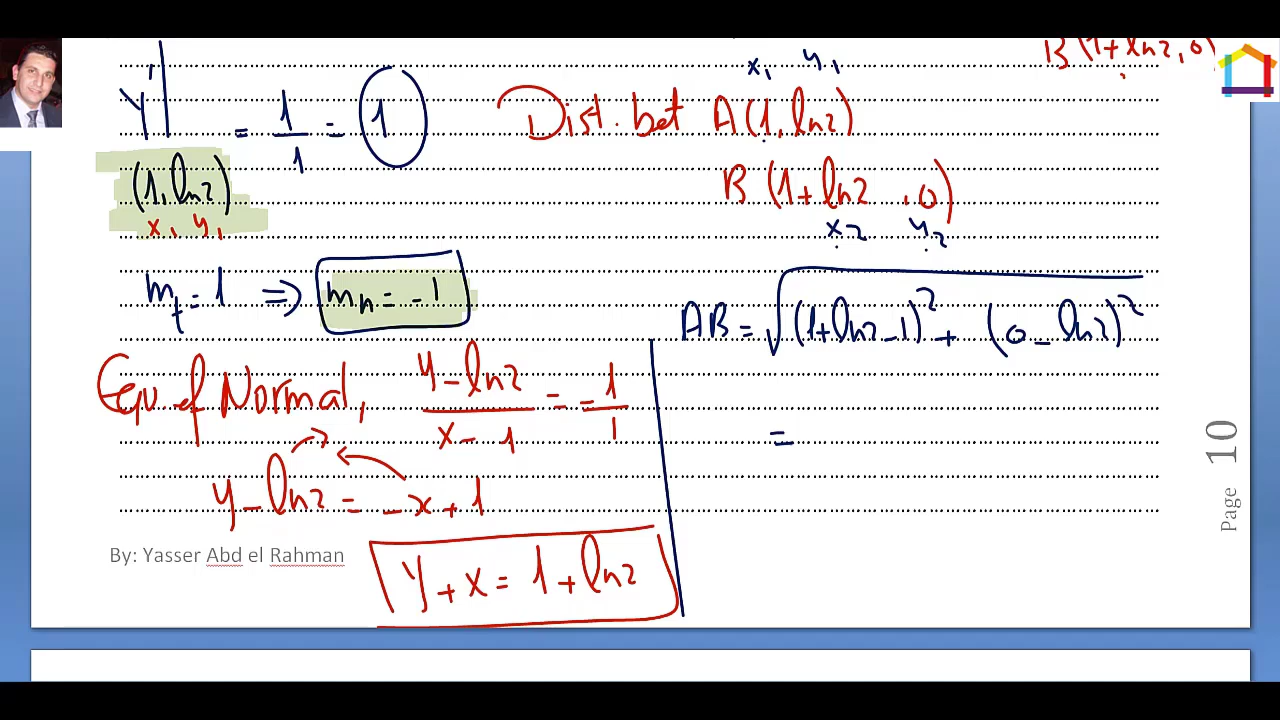 y' | = 1/1 = 1
(1, ln2)
x₁ y₁
m_t = 1 ⇒ m_n = -1
Equ. of Normal, (y - ln2)/(x - 1) = -1/1
y - ln2 = -x + 1
y + x = 1 + ln2
By: Yasser Abd el Rahman
B (1 + ln2, 0)
x₁ y₁
Dist. bet A(1, ln2)
B (1 + ln2 , 0)
x₂ y₂
AB = √((1 + ln2 - 1)² + (0 - ln2)²)
=
Page 10